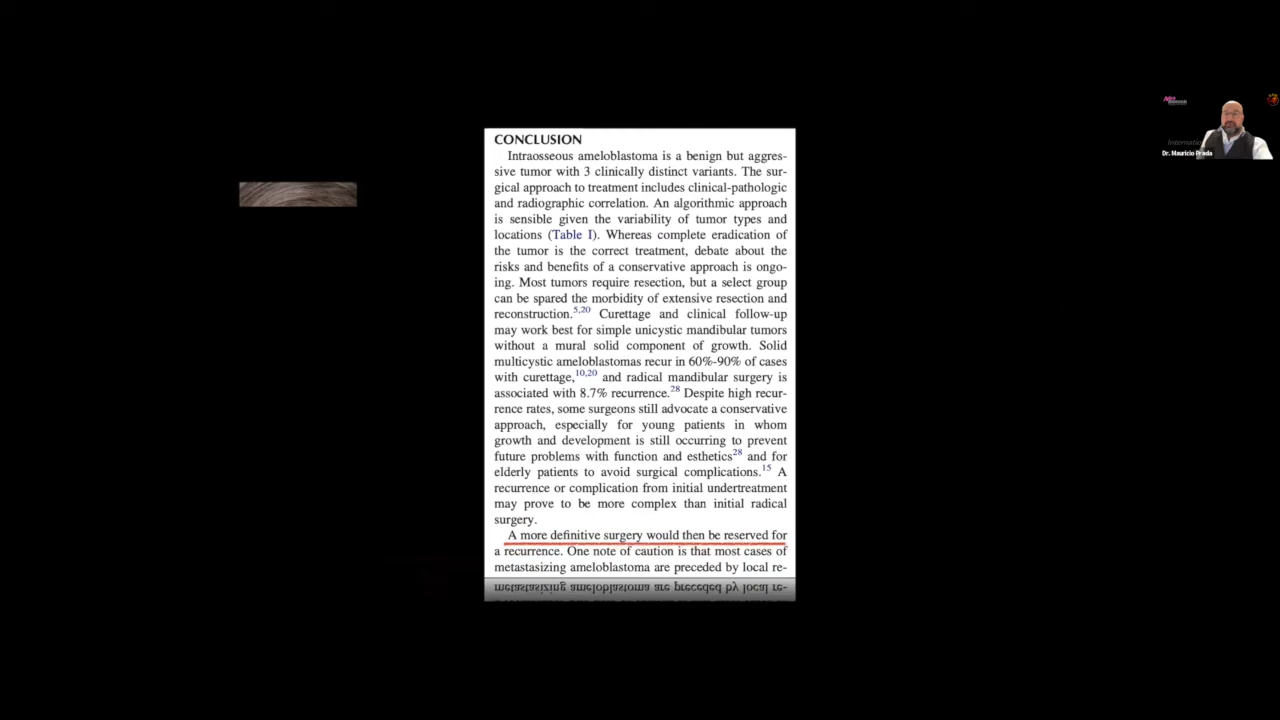 CONCLUSION
Intraosseous ameloblastoma is a benign but aggres-
sive tumor with 3 clinically distinct variants. The sur-
gical approach to treatment includes clinical-pathologic
and radiographic correlation. An algorithmic approach
is sensible given the variability of tumor types and
locations (Table I). Whereas complete eradication of
the tumor is the correct treatment, debate about the
risks and benefits of a conservative approach is ongo-
ing. Most tumors require resection, but a select group
can be spared the morbidity of extensive resection and
reconstruction.5,20 Curettage and clinical follow-up
may work best for simple unicystic mandibular tumors
without a mural solid component of growth. Solid
multicystic ameloblastomas recur in 60%-90% of cases
with curettage,10,20 and radical mandibular surgery is
associated with 8.7% recurrence.28 Despite high recur-
rence rates, some surgeons still advocate a conservative
approach, especially for young patients in whom
growth and development is still occurring to prevent
future problems with function and esthetics28 and for
elderly patients to avoid surgical complications.15 A
recurrence or complication from initial undertreatment
may prove to be more complex than initial radical
surgery.
A more definitive surgery would then be reserved for
a recurrence. One note of caution is that most cases of
metastasizing ameloblastoma are preceded by local re-
Dr. Mauricio Prada